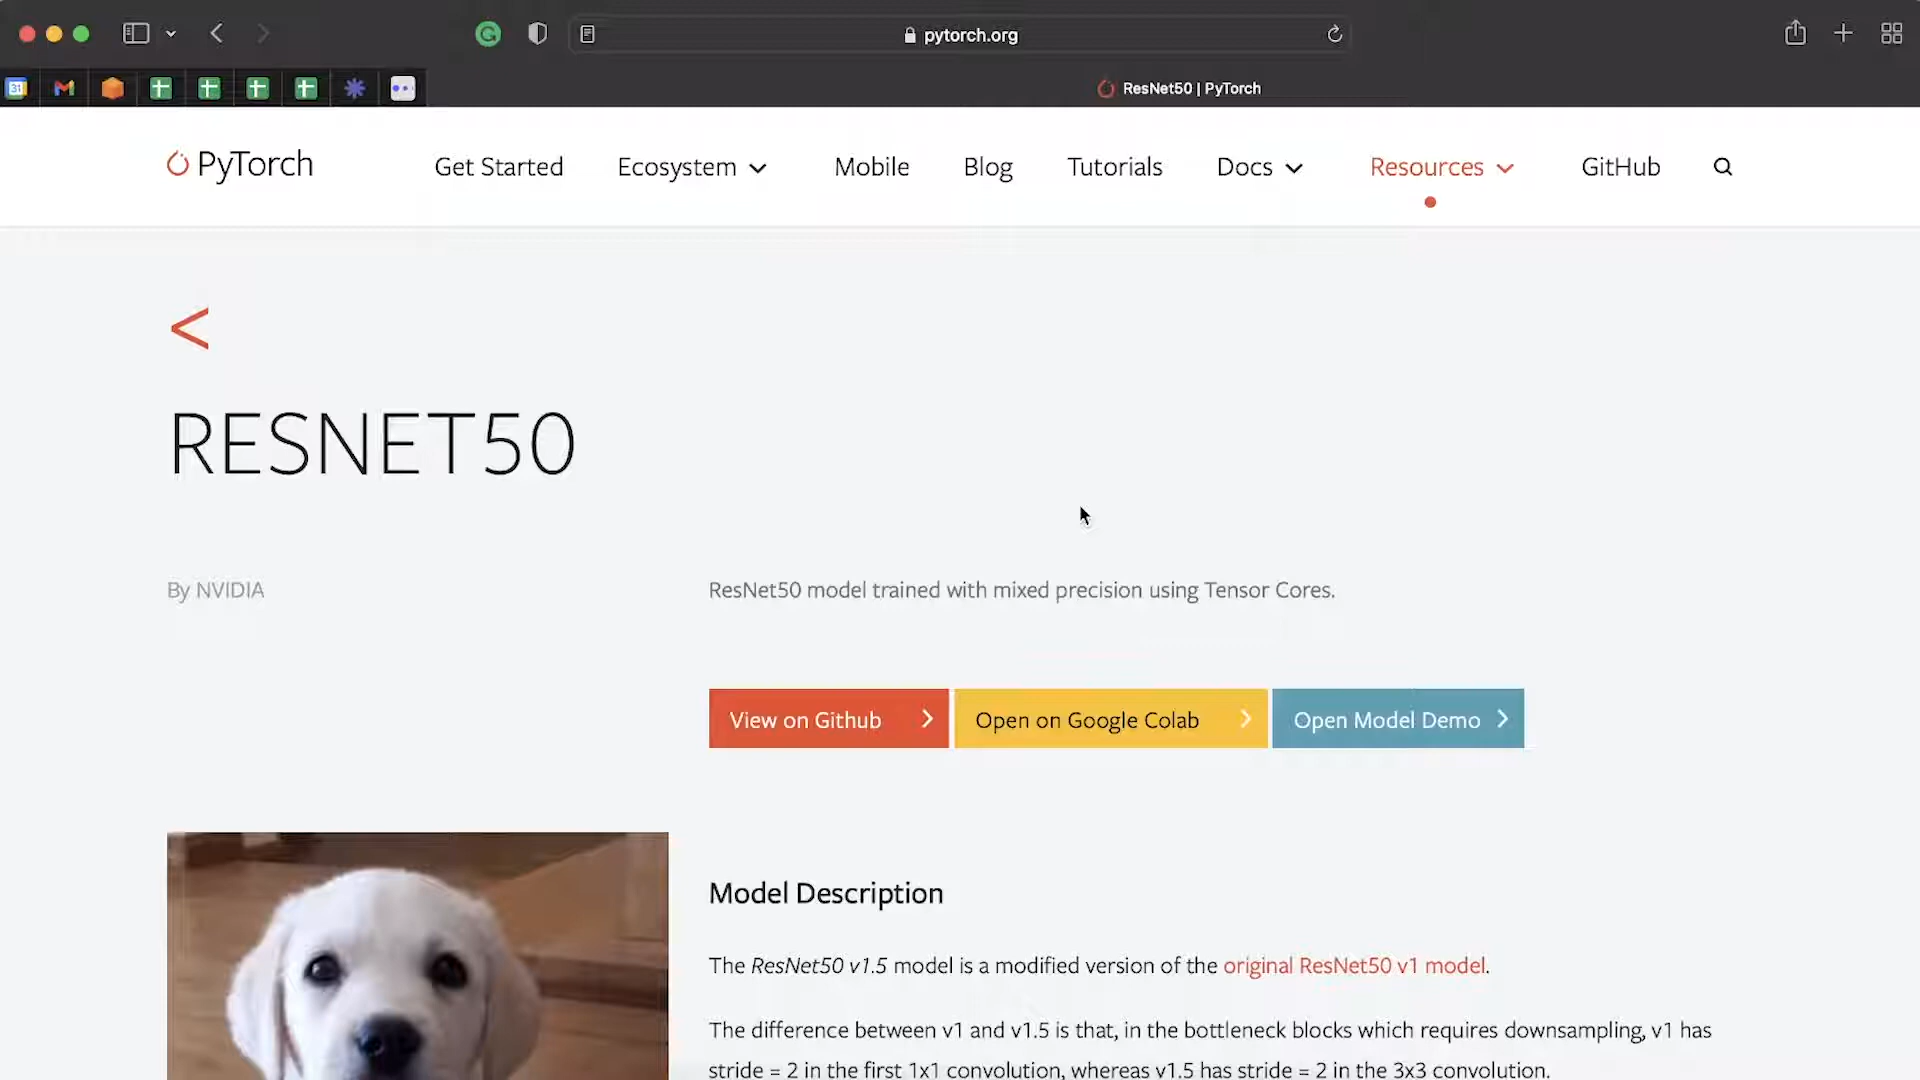 pytorch.org
31
ResNet50 | PyTorch
PyTorch
Get Started
Ecosystem
Mobile
Blog
Tutorials
Docs
Resources
GitHub
<
RESNET50
By NVIDIA
ResNet50 model trained with mixed precision using Tensor Cores.
View on Github
Open on Google Colab
Open Model Demo
Model Description
The ResNet50 v1.5 model is a modified version of the original ResNet50 v1 model.
The difference between v1 and v1.5 is that, in the bottleneck blocks which requires downsampling, v1 has
stride = 2 in the first 1x1 convolution, whereas v1.5 has stride = 2 in the 3x3 convolution.